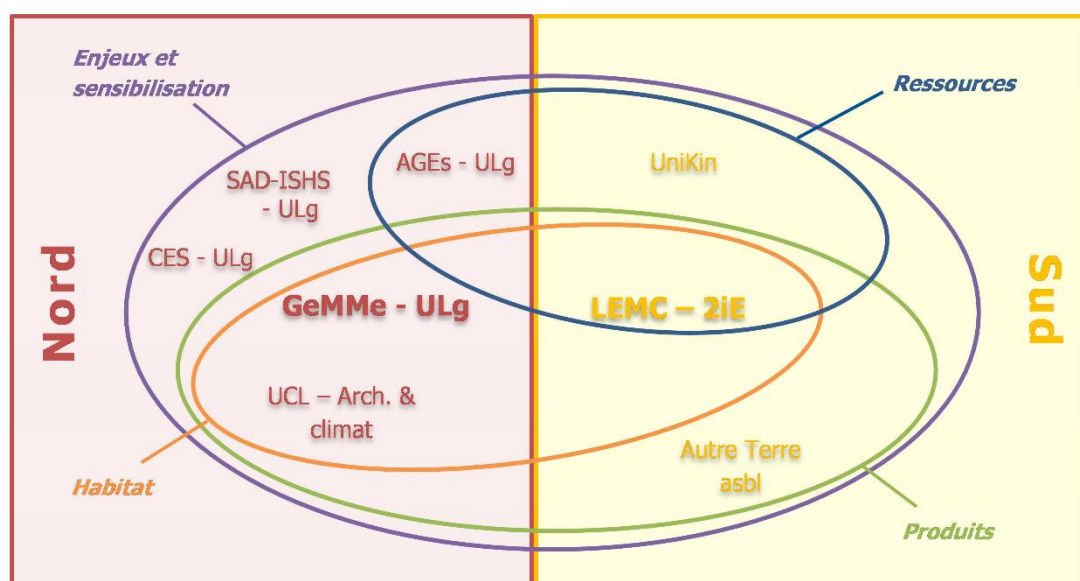 Enjeux et
sensibilisation
Ressources
AGEs - ULg
UniKin
SAD-ISHS
- ULg
CES - ULg
Nord
Sud
GeMMe - ULg
LEMC – 2iE
UCL – Arch. &
climat
Autre Terre
asbl
Habitat
Produits